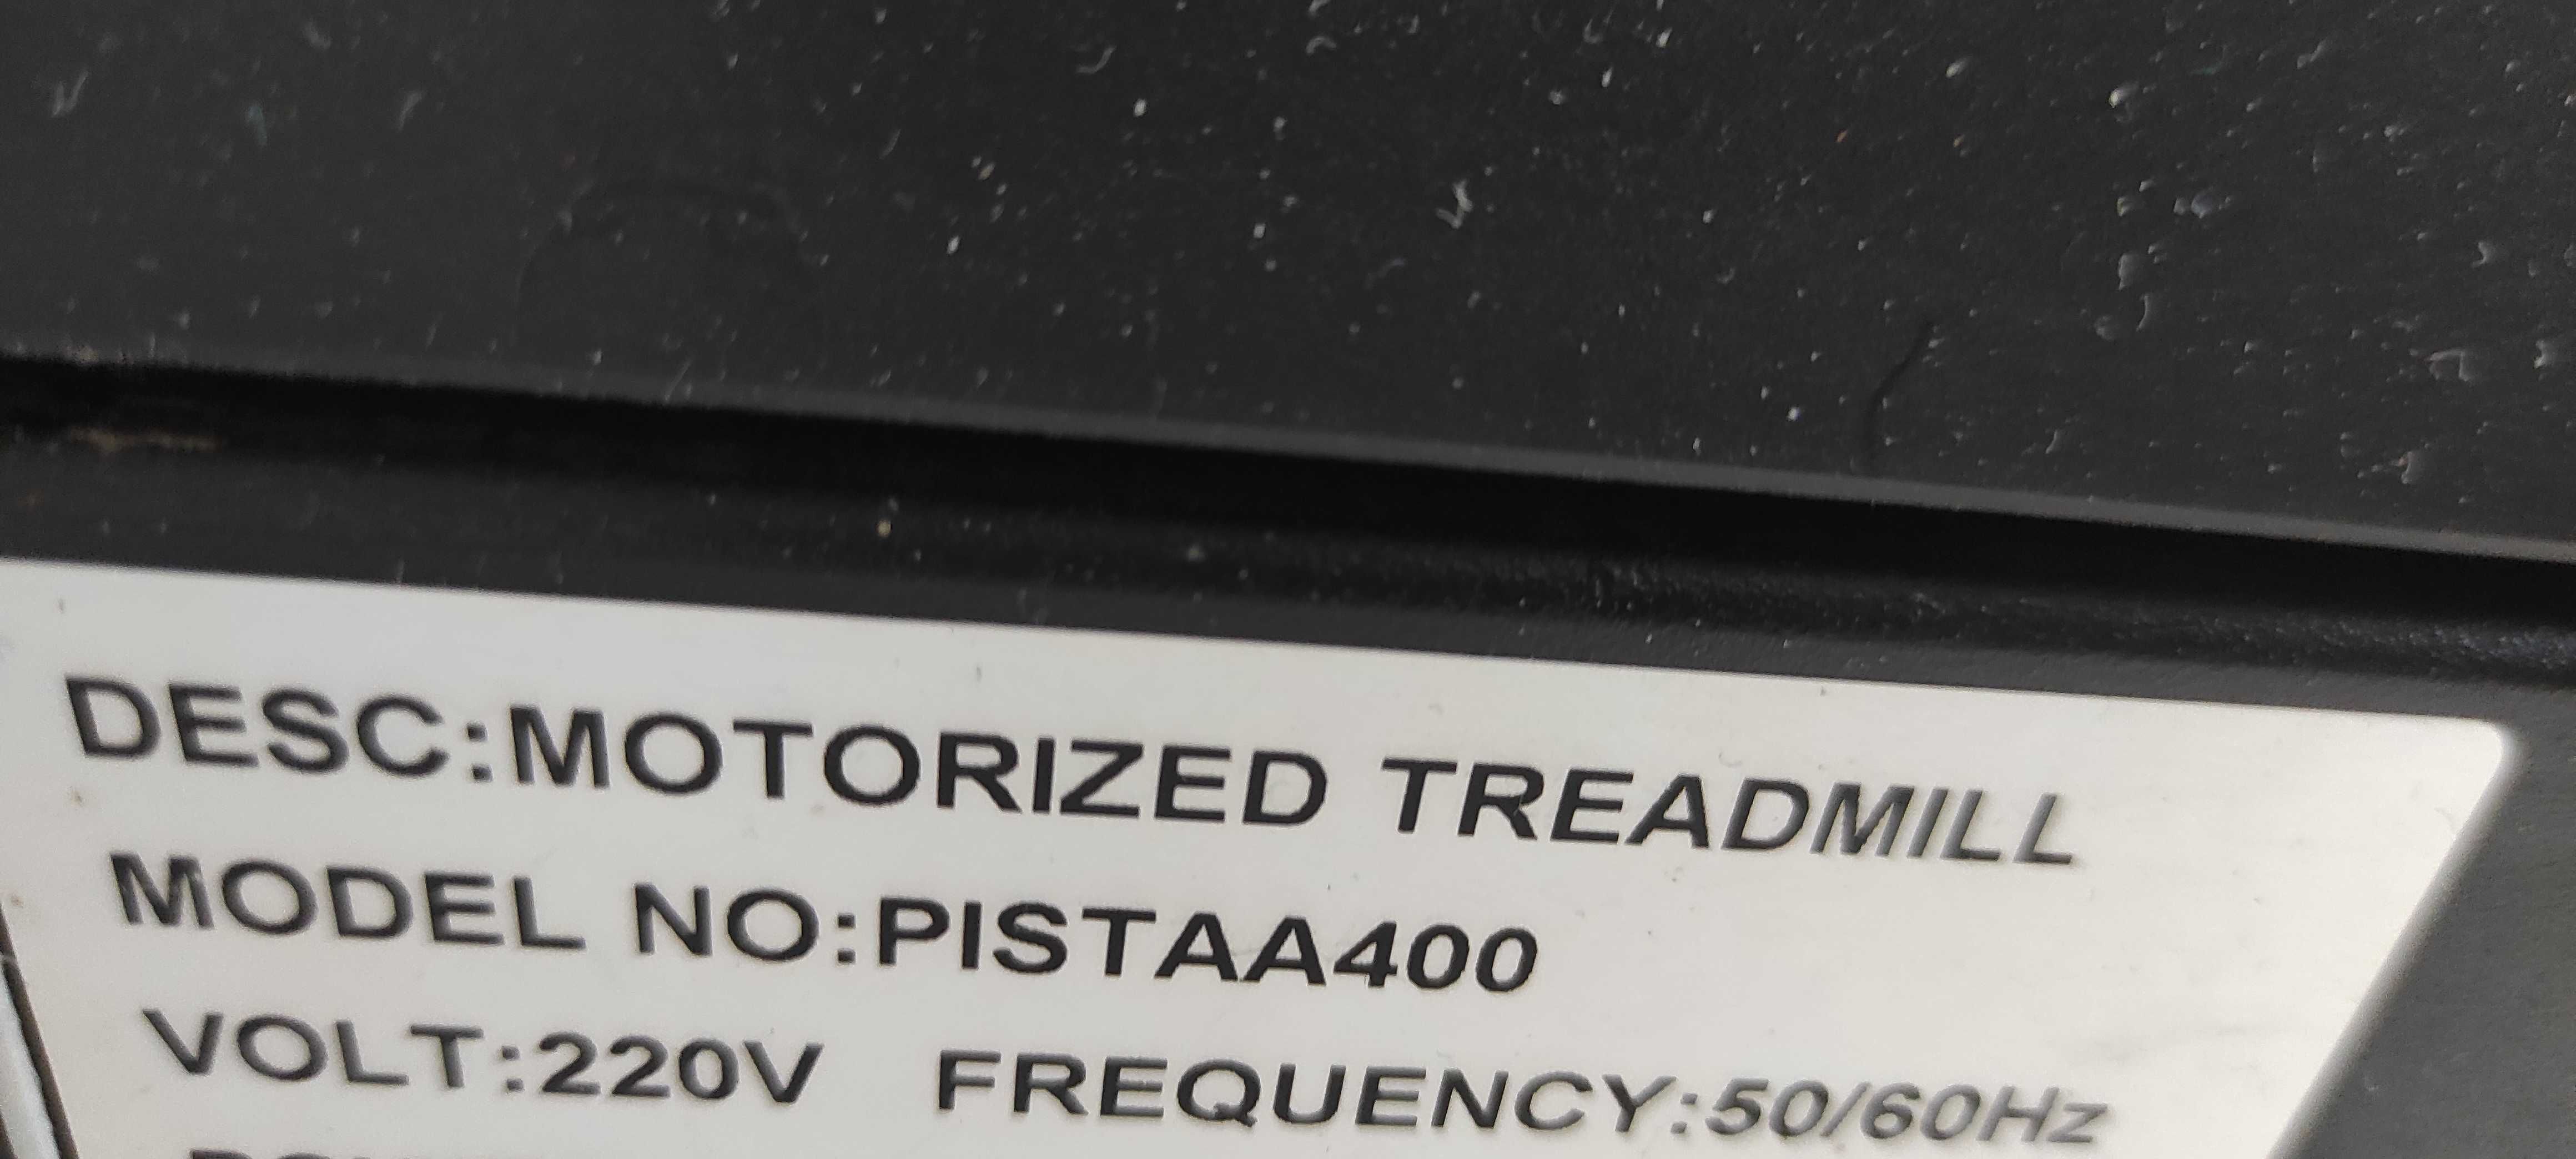 DESC:MOTORIZED TREADMILL
MODEL NO:PISTAA400
VOLT:220V FREQUENCY:50/60Hz